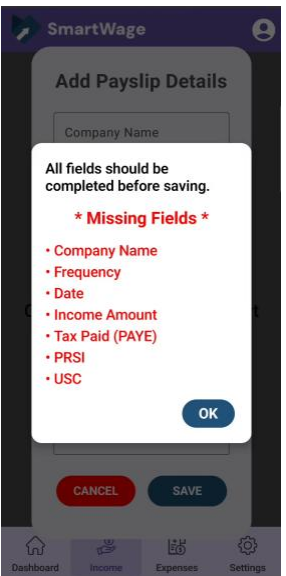 SmartWage
Add Payslip Details
Company Name
All fields should be
completed before saving.
* Missing Fields *
• Company Name
• Frequency
• Date
• Income Amount
• Tax Paid (PAYE)
• PRSI
• USC
OK
CANCEL SAVE
Dashboard Income Expenses Settings